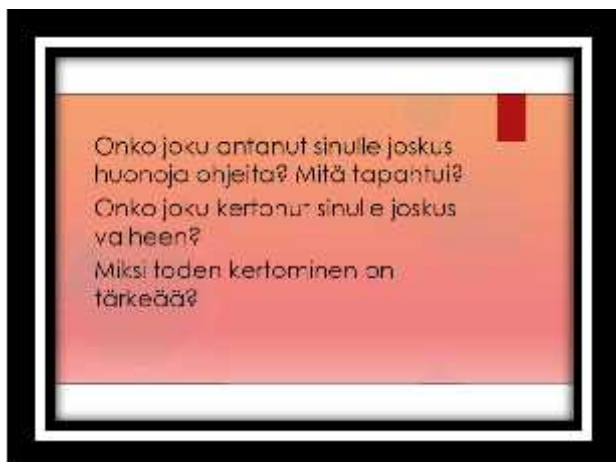 Onko joku antanut sinulle joskus
huonoja ohjeita? Mitä tapahtui?
Onko joku kertonut sinulle joskus
valheen?
Miksi toden kertominen on
tärkeää?